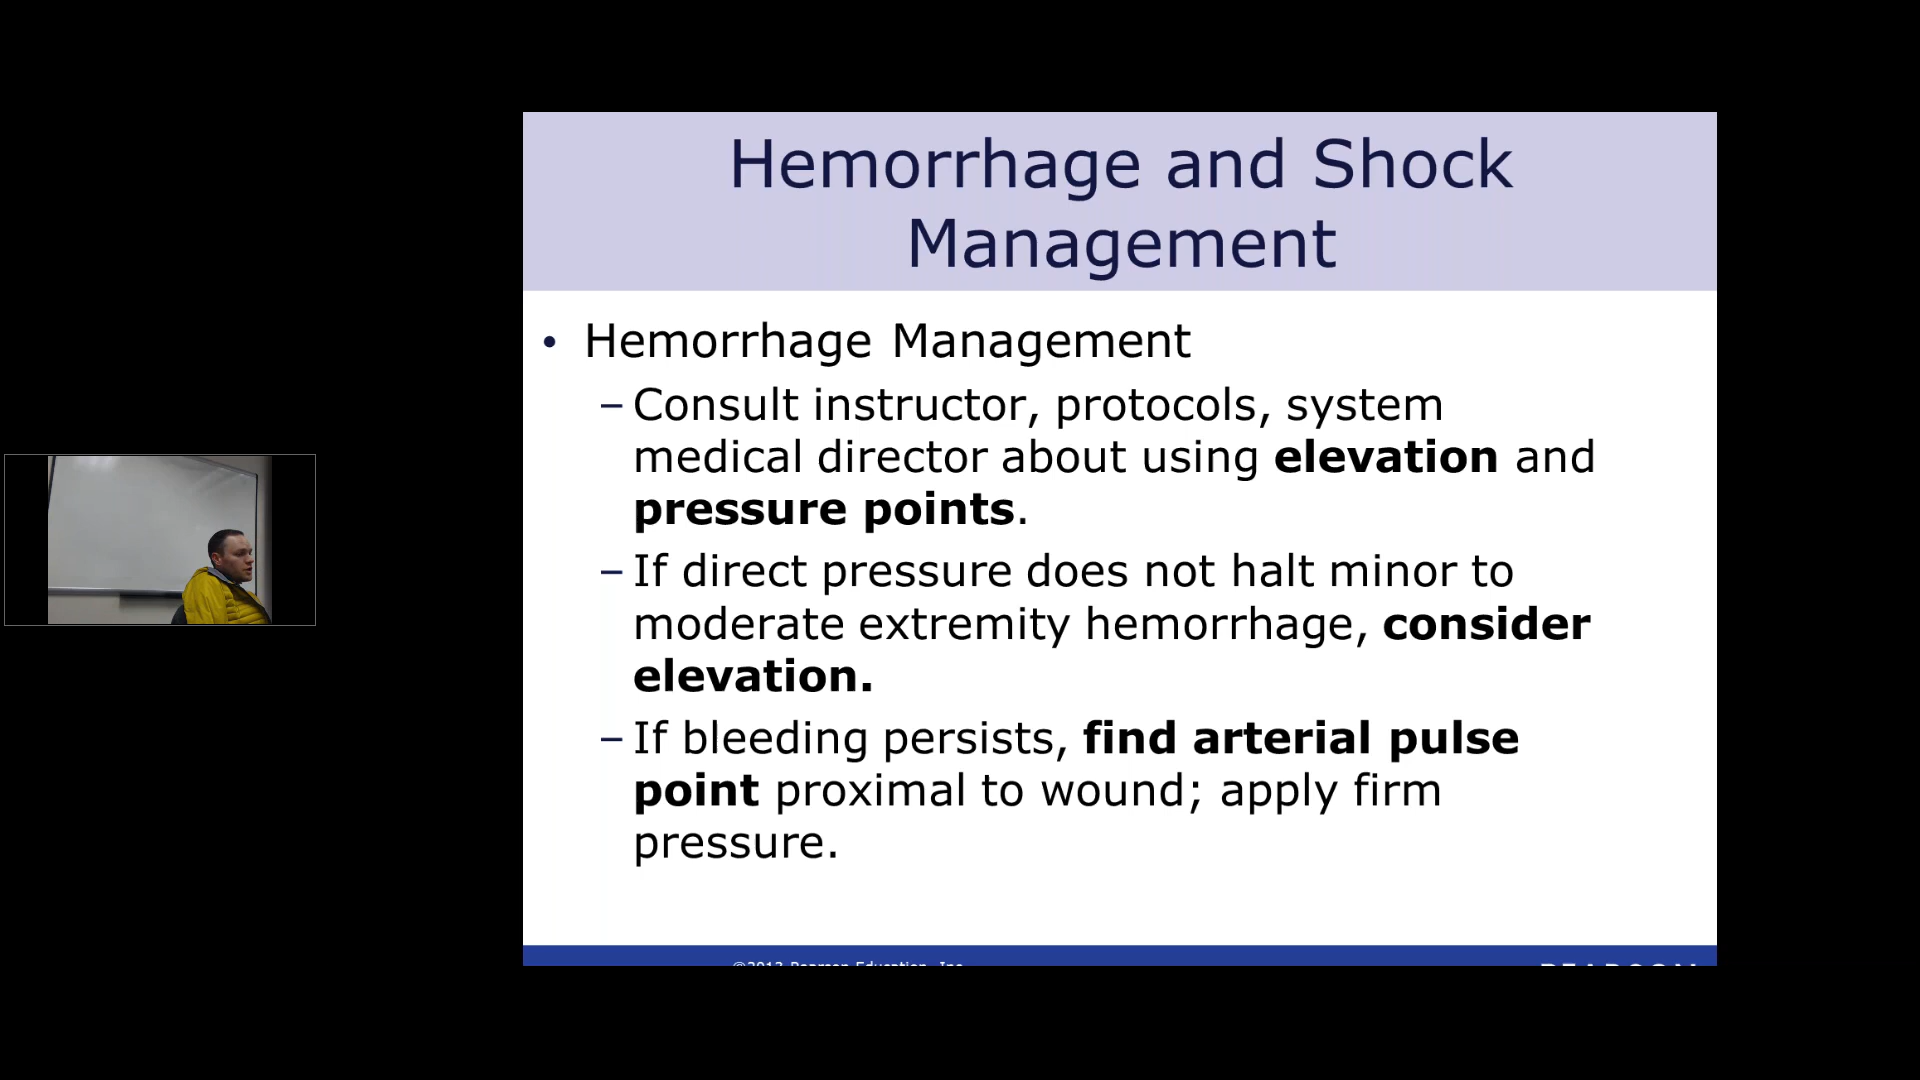 Hemorrhage and Shock
Management
• Hemorrhage Management
– Consult instructor, protocols, system
medical director about using elevation and
pressure points.
– If direct pressure does not halt minor to
moderate extremity hemorrhage, consider
elevation.
– If bleeding persists, find arterial pulse
point proximal to wound; apply firm
pressure.
©2013 Pearson Education, Inc.
PEARSON